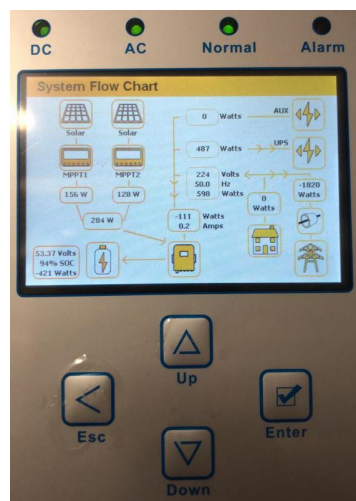 DC AC Normal Alarm
System Flow Chart
0 Watts AUX
Solar Solar
487 Watts UPS
MPPT1 MPPT2
224 Volts
50.0 Hz
598 Watts
156 W 128 W
0
Watts
-1820
Watts
284 W
-111 Watts
0.2 Amps
53.37 Volts
94% SOC
-421 Watts
Up
Esc
Enter
Down